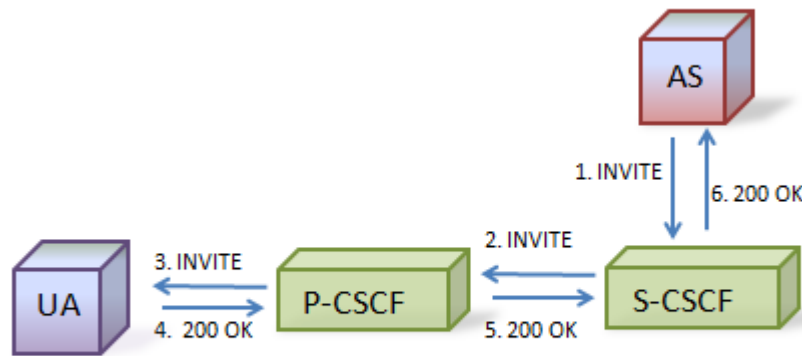 AS
1. INVITE
6. 200 OK
2. INVITE
3. INVITE
UA
P-CSCF
S-CSCF
4. 200 OK
5. 200 OK